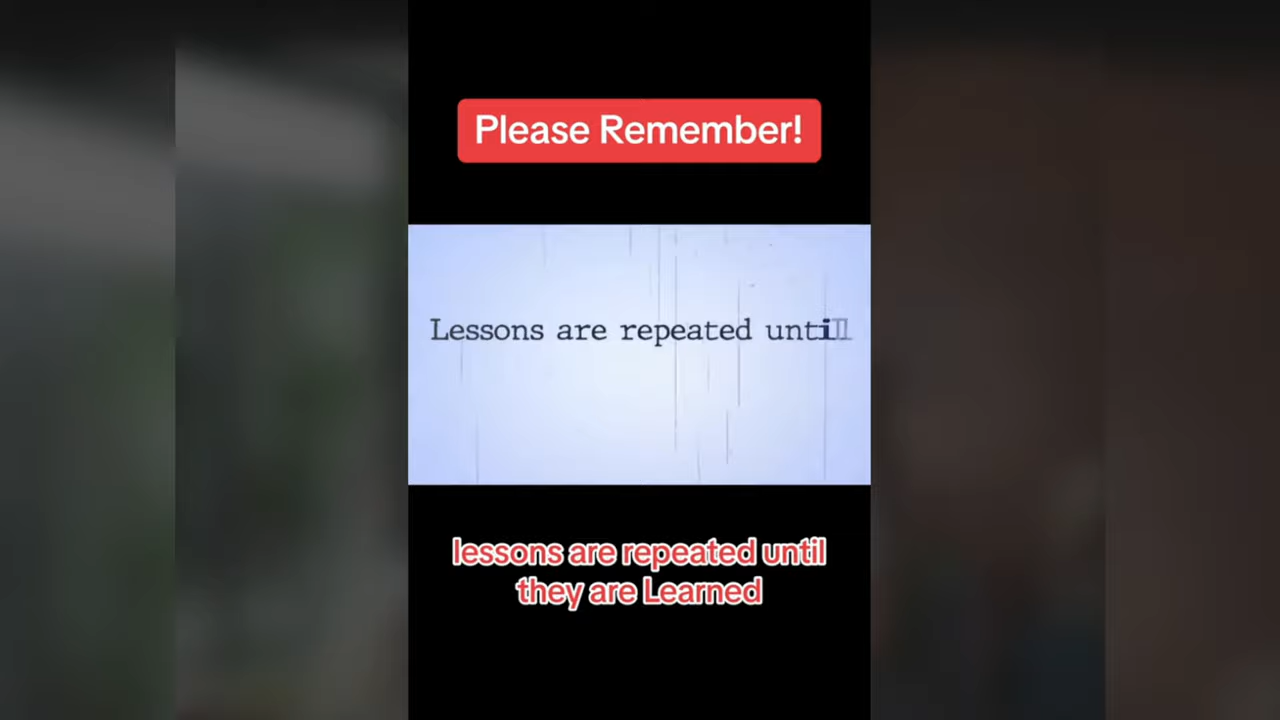 Please Remember!
Lessons are repeated until
lessons are repeated until
they are Learned